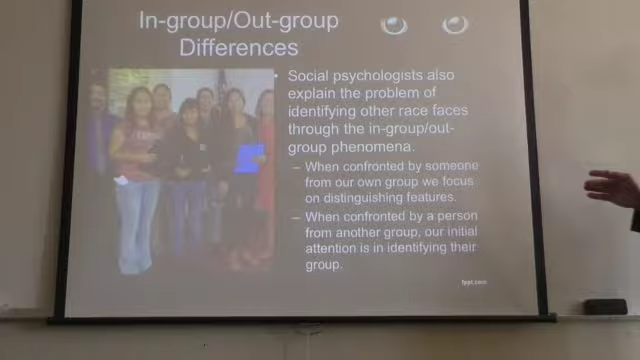 In-group/Out-group
Differences
• Social psychologists also
explain the problem of
identifying other race faces
through the in-group/out-
group phenomena.
– When confronted by someone
from our own group we focus
on distinguishing features.
– When confronted by a person
from another group, our initial
attention is in identifying their
group.
fppt.com